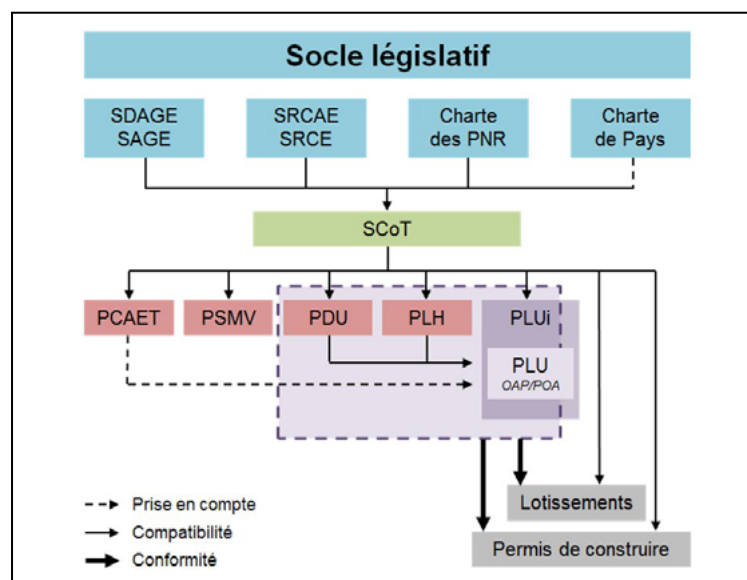 Socle législatif
SDAGE
SAGE
SRCAE
SRCE
Charte
des PNR
Charte
de Pays
SCoT
PCAET
PSMV
PDU
PLH
PLUi
PLU
OAP/POA
Prise en compte
Compatibilité
Conformité
Lotissements
Permis de construire